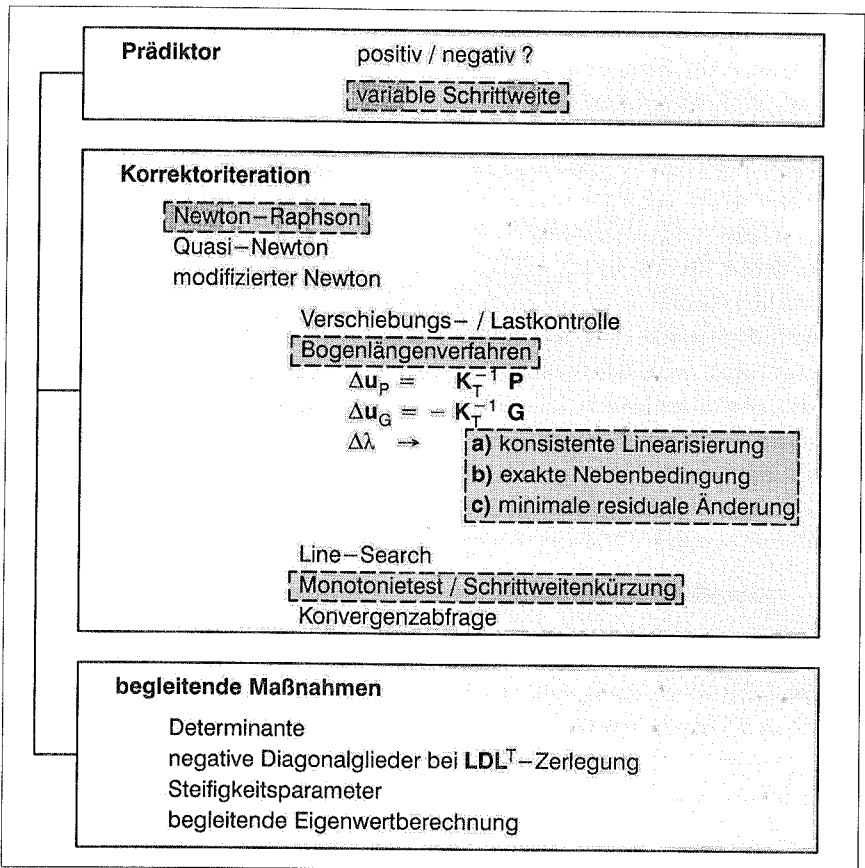 Prädiktor positiv / negativ ?
variable Schrittweite
Korrektoriteration
Newton–Raphson
Quasi–Newton
modifizierter Newton
Verschiebungs– / Lastkontrolle
Bogenlängenverfahren
Δu_P = K_T^{-1} P
Δu_G = – K_T^{-1} G
Δλ → a) konsistente Linearisierung
b) exakte Nebenbedingung
c) minimale residuale Änderung
Line–Search
Monotonietest / Schrittweitenkürzung
Konvergenzabfrage
begleitende Maßnahmen
Determinante
negative Diagonalglieder bei LDL^T–Zerlegung
Steifigkeitsparameter
begleitende Eigenwertberechnung